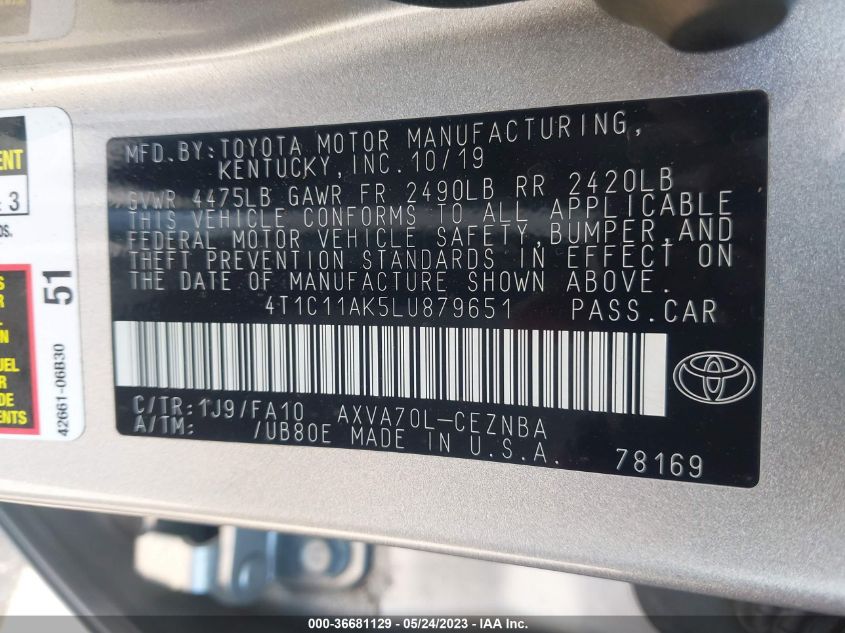 MFD.BY:TOYOTA MOTOR MANUFACTURING,
KENTUCKY,INC.10/19
GVWR 4475LB GAWR FR 2490LB RR 2420LB
THIS VEHICLE CONFORMS TO ALL APPLICABLE
FEDERAL MOTOR VEHICLE SAFETY,BUMPER,AND
THEFT PREVENTION STANDARDS IN EFFECT ON
THE DATE OF MANUFACTURE SHOWN ABOVE.
4T1C11AK5LU879651 PASS.CAR
C/TR:1J9/FA10 AXVA70L-CEZNBA
A/TM: /UB80E MADE IN U.S.A.
78169
51
42661-06B30
3
000-36681129 - 05/24/2023 - IAA Inc.